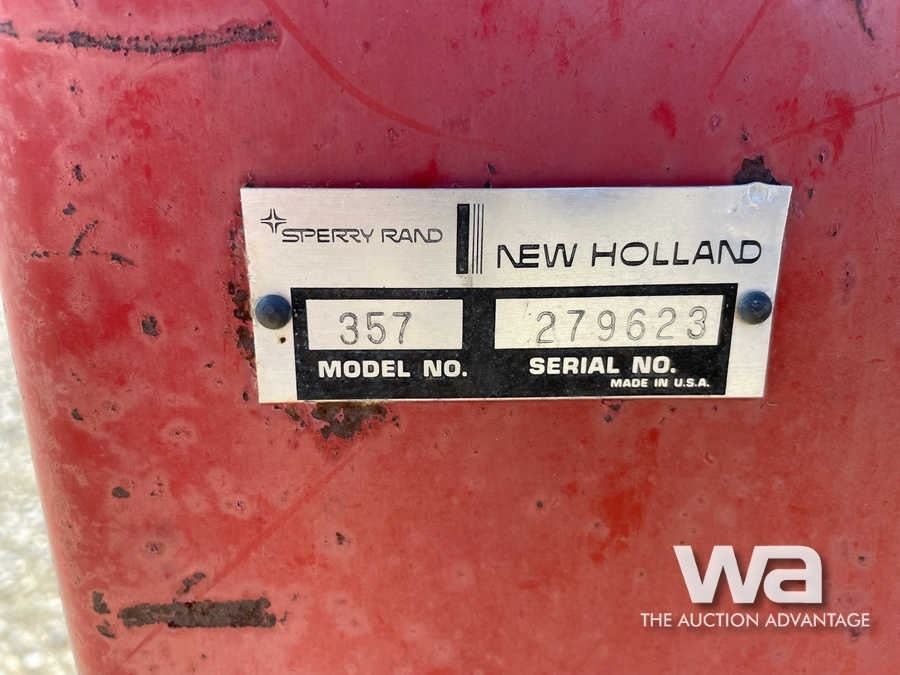 SPERRY RAND
NEW HOLLAND
357
279623
MODEL NO.
SERIAL NO.
MADE IN U.S.A.
wa
THE AUCTION ADVANTAGE